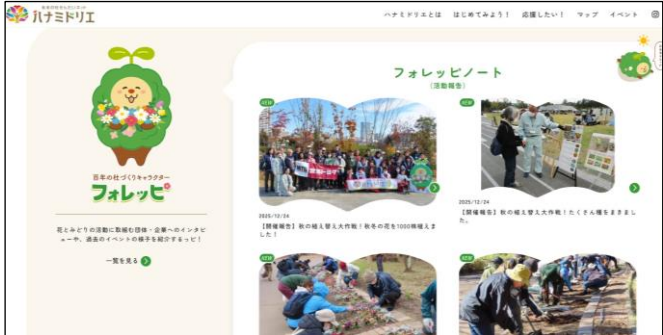 ハナミドリエ
ハナミドリエとは はじめてみよう! 応援したい! マップ イベント
百年の杜づくりキャラクター
フォレッピ
花とみどりの活動に取組む団体・企業へのインタビ
ューや、過去のイベントの様子を紹介するっピ!
一覧を見る
フォレッピノート
(活動報告)
NEW
2025/12/24
【開催報告】秋の植え替え大作戦!秋冬の花を1000株植えま
した!
NEW
2025/12/24
【開催報告】秋の植え替え大作戦!たくさん種をまきまし
た。
NEW
NEW